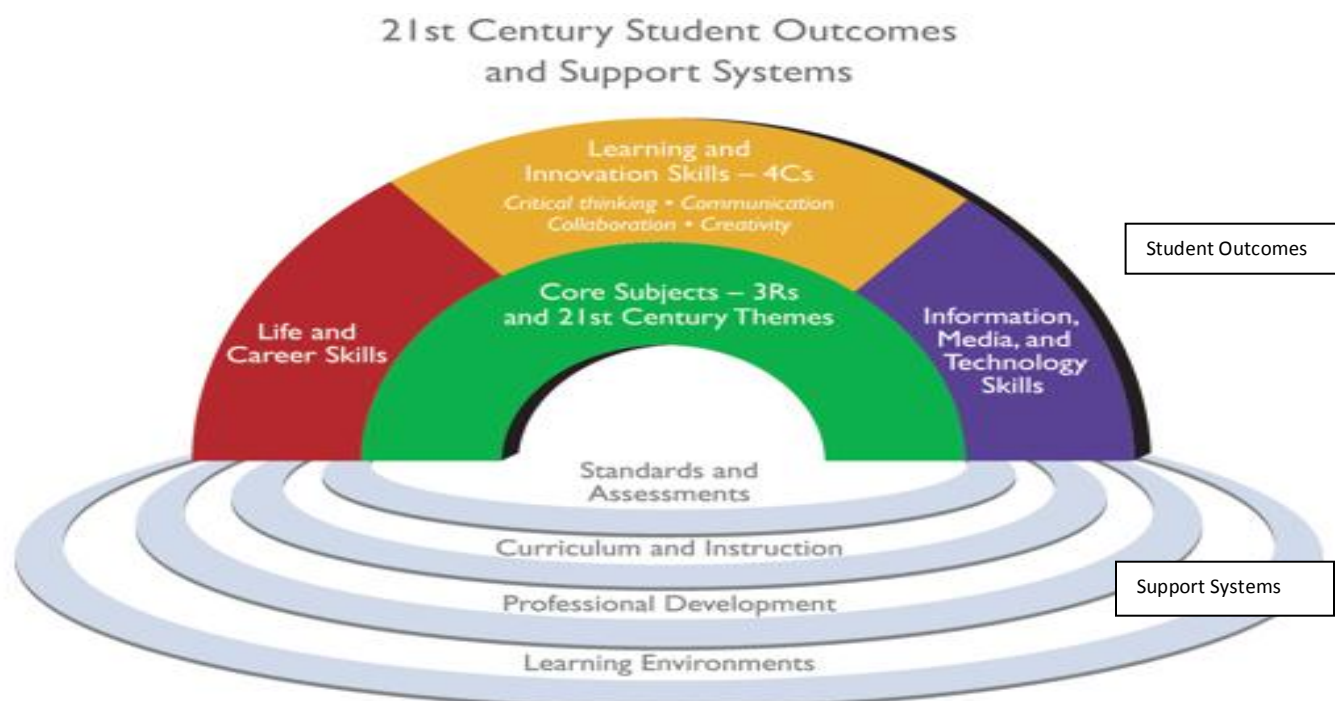 21st Century Student Outcomes
and Support Systems
Learning and
Innovation Skills – 4Cs
Critical thinking • Communication
Collaboration • Creativity
Student Outcomes
Core Subjects – 3Rs
and 21st Century Themes
Life and
Career Skills
Information,
Media, and
Technology
Skills
Standards and
Assessments
Curriculum and Instruction
Support Systems
Professional Development
Learning Environments